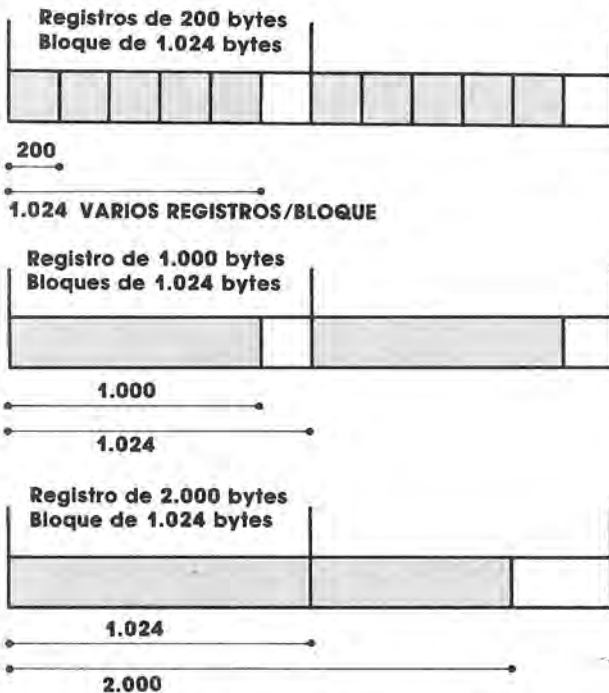 Registros de 200 bytes
Bloque de 1.024 bytes
200
1.024 VARIOS REGISTROS/BLOQUE
Registro de 1.000 bytes
Bloques de 1.024 bytes
1.000
1.024
Registro de 2.000 bytes
Bloque de 1.024 bytes
1.024
2.000